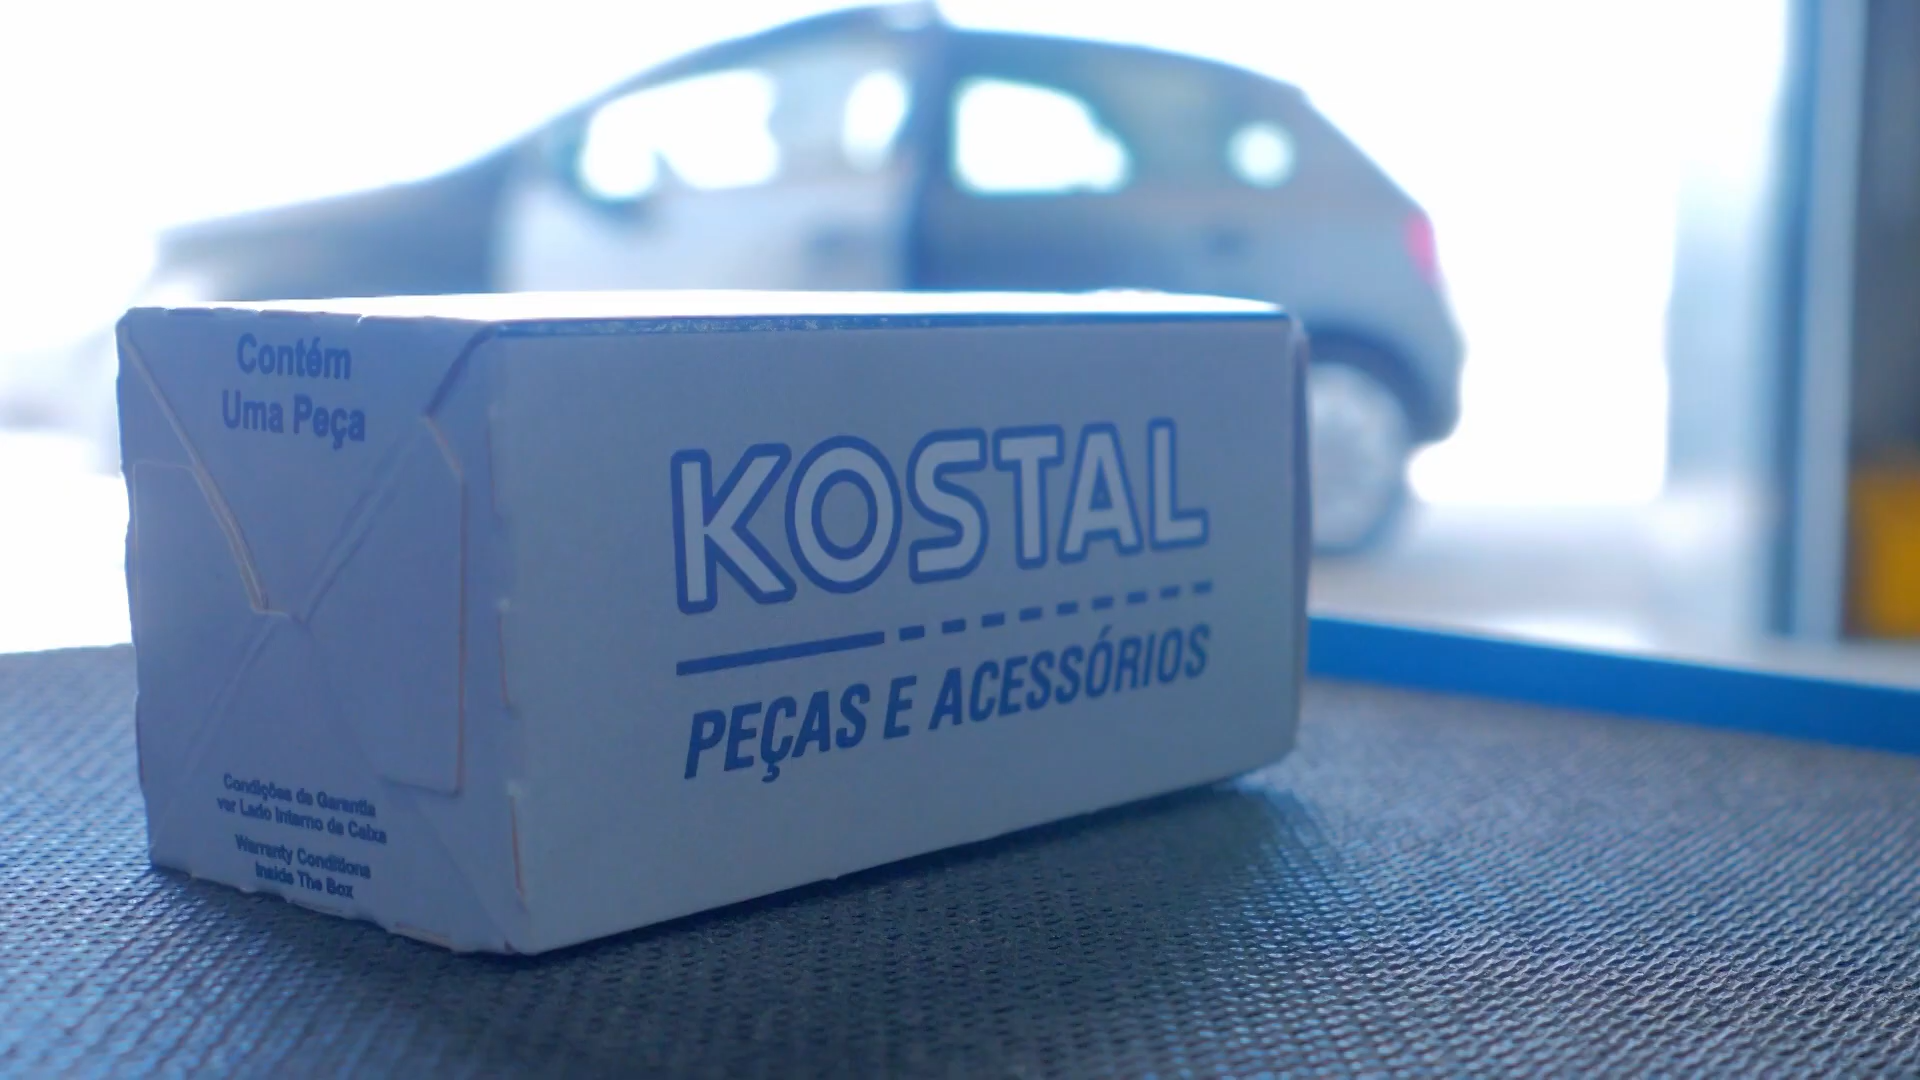 Contém
Uma Peça
Condições de Garantia
ver Lado Interno da Caixa
Warranty Conditions
Inside The Box
KOSTAL
PEÇAS E ACESSÓRIOS